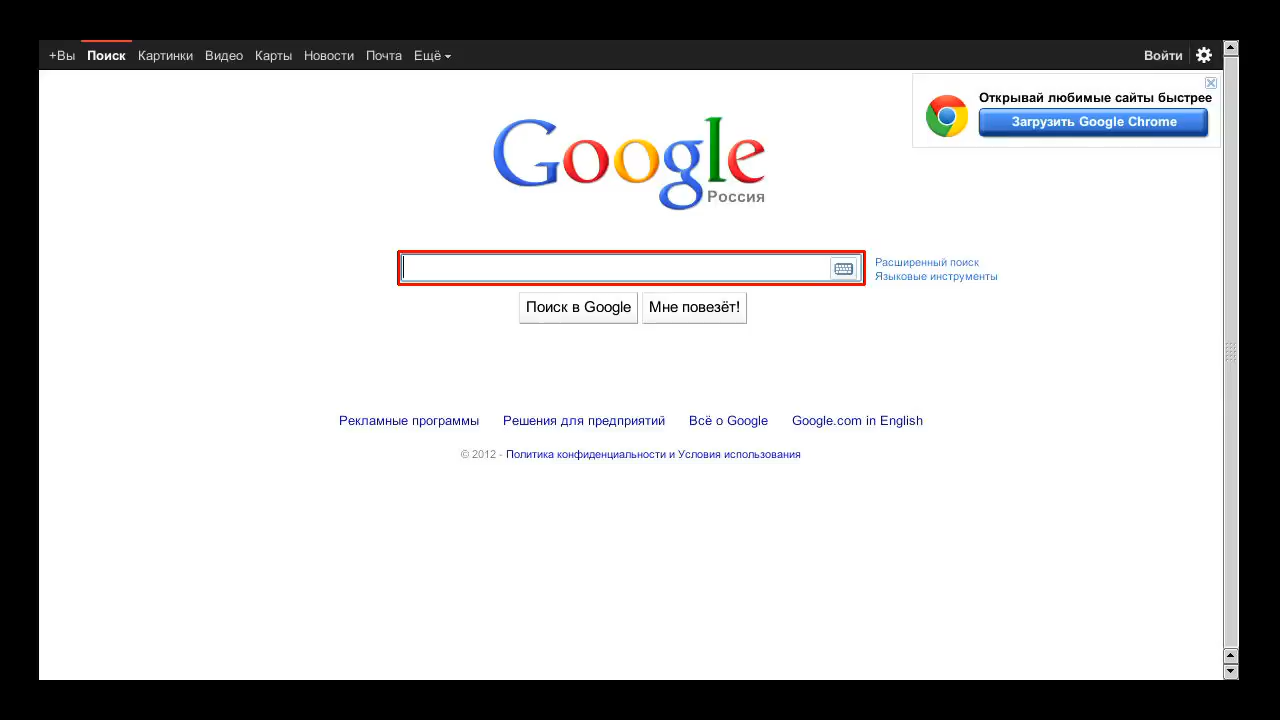 +Вы Поиск Картинки Видео Карты Новости Почта Ещё Войти
Открывай любимые сайты быстрее
Загрузить Google Chrome
Google
Россия
Расширенный поиск
Языковые инструменты
Поиск в Google Мне повезёт!
Рекламные программы Решения для предприятий Всё о Google Google.com in English
© 2012 - Политика конфиденциальности и Условия использования